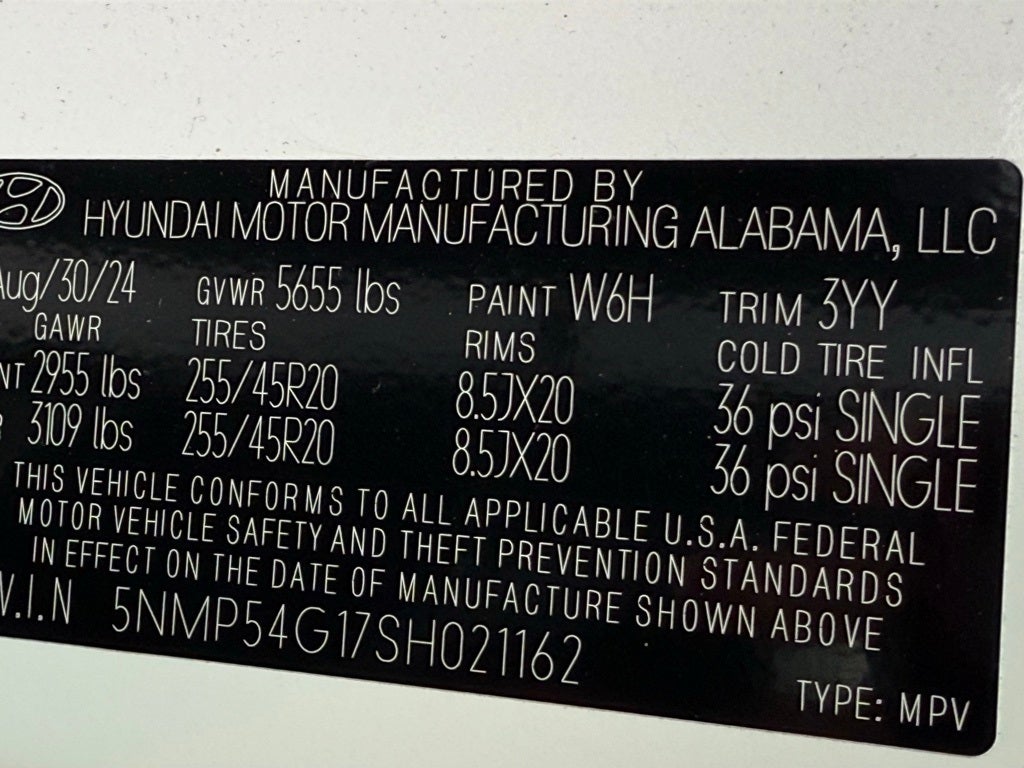 MANUFACTURED BY
HYUNDAI MOTOR MANUFACTURING ALABAMA, LLC
Aug/30/24 GVWR 5655 lbs PAINT W6H TRIM 3YY
GAWR TIRES RIMS COLD TIRE INFL
NT 2955 lbs 255/45R20 8.5JX20 36 psi SINGLE
3109 lbs 255/45R20 8.5JX20 36 psi SINGLE
THIS VEHICLE CONFORMS TO ALL APPLICABLE U.S.A. FEDERAL
MOTOR VEHICLE SAFETY AND THEFT PREVENTION STANDARDS
IN EFFECT ON THE DATE OF MANUFACTURE SHOWN ABOVE
V.I.N 5NMP54G17SH021162
TYPE: MPV